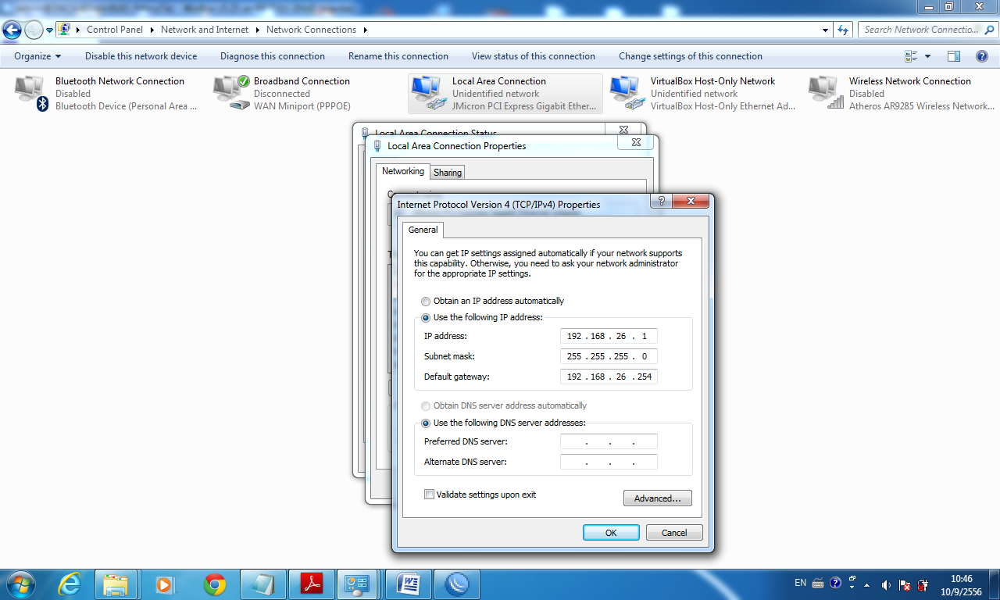 Control Panel Network and Internet Network Connections
Search Network Connectio...
Organize Disable this network device Diagnose this connection Rename this connection View status of this connection Change settings of this connection
Bluetooth Network Connection
Disabled
Bluetooth Device (Personal Area ...
Broadband Connection
Disconnected
WAN Miniport (PPPOE)
Local Area Connection
Unidentified network
JMicron PCI Express Gigabit Ether...
VirtualBox Host-Only Network
Unidentified network
VirtualBox Host-Only Ethernet Ad...
Wireless Network Connection
Disabled
Atheros AR9285 Wireless Network...
Local Area Connection Status
Local Area Connection Properties
Networking Sharing
Internet Protocol Version 4 (TCP/IPv4) Properties
General
You can get IP settings assigned automatically if your network supports
this capability. Otherwise, you need to ask your network administrator
for the appropriate IP settings.
Obtain an IP address automatically
Use the following IP address:
IP address: 192 . 168 . 26 . 1
Subnet mask: 255 . 255 . 255 . 0
Default gateway: 192 . 168 . 26 . 254
Obtain DNS server address automatically
Use the following DNS server addresses:
Preferred DNS server: . . .
Alternate DNS server: . . .
Validate settings upon exit
Advanced...
OK Cancel
EN
10:46
10/9/2556